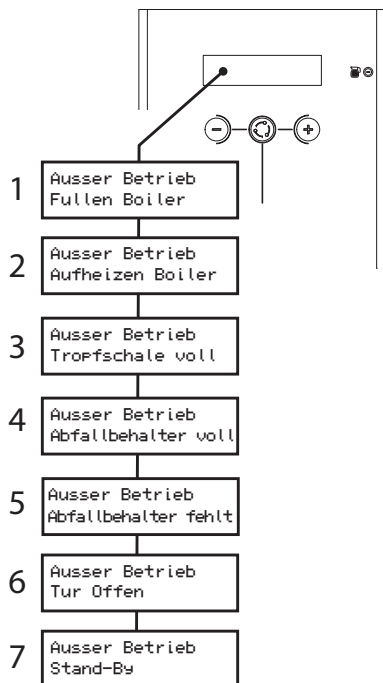 1
Ausser Betrieb
Fullen Boiler
2
Ausser Betrieb
Aufheizen Boiler
3
Ausser Betrieb
Tropfschale voll
4
Ausser Betrieb
Abfallbehalter voll
5
Ausser Betrieb
Abfallbehalter fehlt
6
Ausser Betrieb
Tur Offen
7
Ausser Betrieb
Stand-By